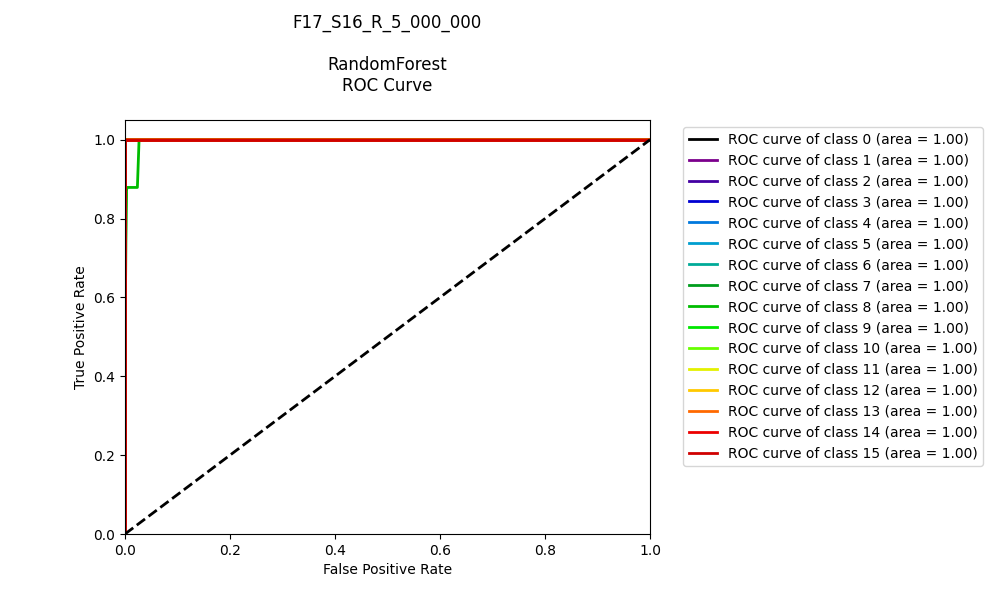 F17_S16_R_5_000_000
RandomForest
ROC Curve
True Positive Rate
1.0
0.8
0.6
0.4
0.2
0.0
0.0 0.2 0.4 0.6 0.8 1.0
False Positive Rate
ROC curve of class 0 (area = 1.00)
ROC curve of class 1 (area = 1.00)
ROC curve of class 2 (area = 1.00)
ROC curve of class 3 (area = 1.00)
ROC curve of class 4 (area = 1.00)
ROC curve of class 5 (area = 1.00)
ROC curve of class 6 (area = 1.00)
ROC curve of class 7 (area = 1.00)
ROC curve of class 8 (area = 1.00)
ROC curve of class 9 (area = 1.00)
ROC curve of class 10 (area = 1.00)
ROC curve of class 11 (area = 1.00)
ROC curve of class 12 (area = 1.00)
ROC curve of class 13 (area = 1.00)
ROC curve of class 14 (area = 1.00)
ROC curve of class 15 (area = 1.00)